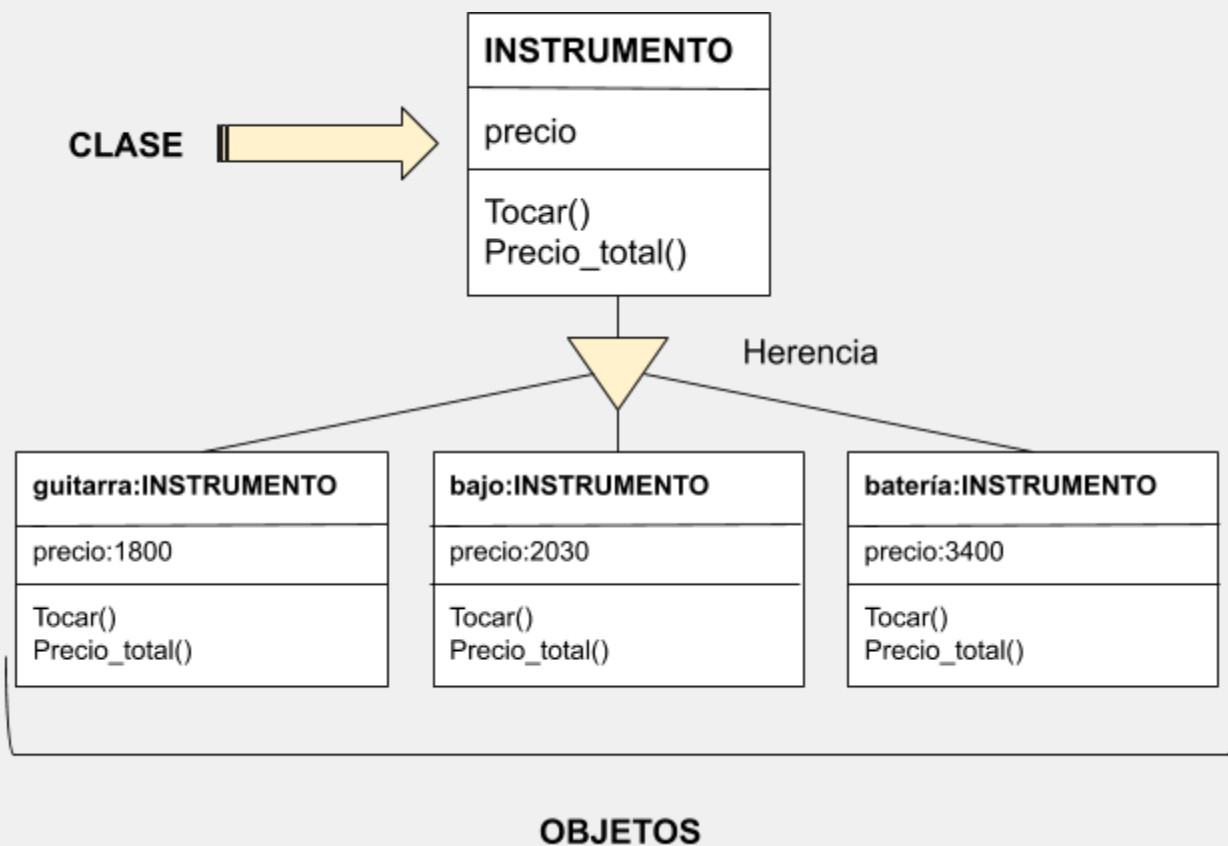 INSTRUMENTO
precio
CLASE
Tocar()
Precio_total()
Herencia
guitarra:INSTRUMENTO
precio:1800
Tocar()
Precio_total()
bajo:INSTRUMENTO
precio:2030
Tocar()
Precio_total()
batería:INSTRUMENTO
precio:3400
Tocar()
Precio_total()
OBJETOS